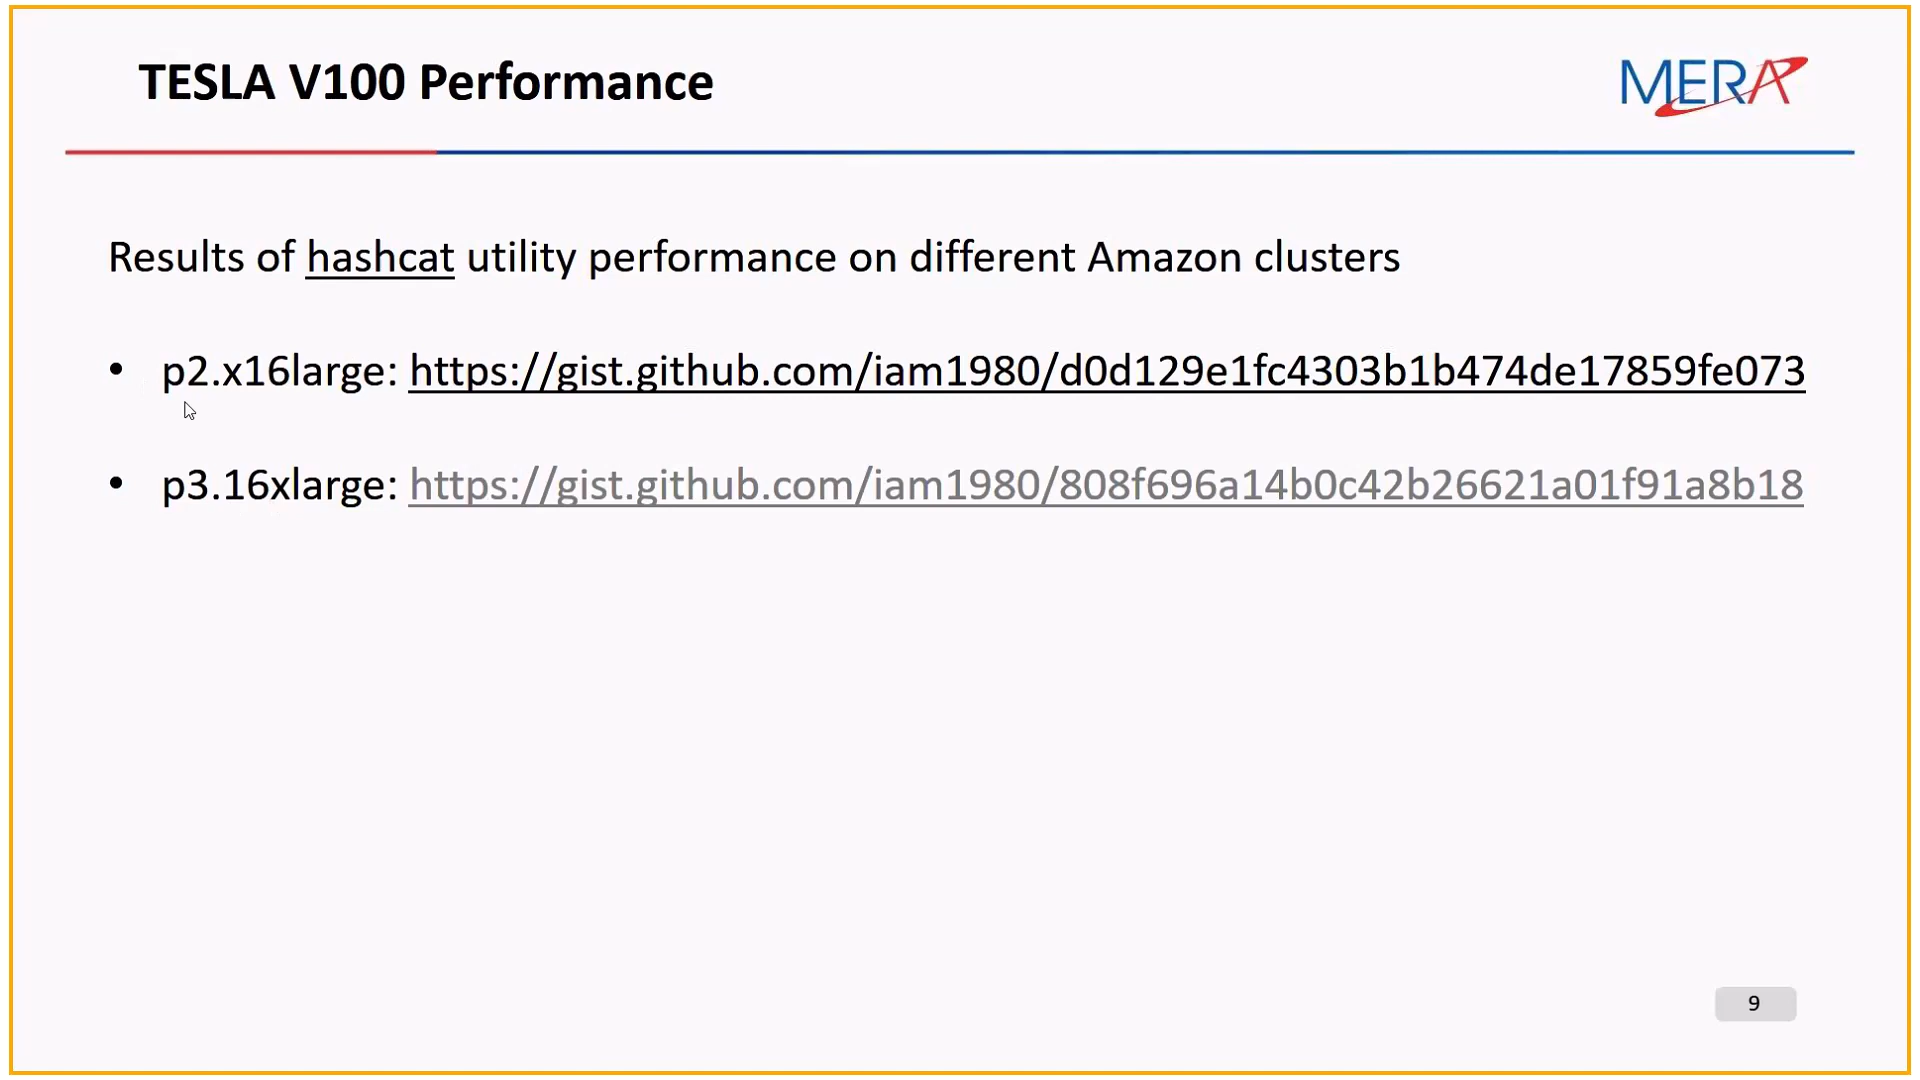 TESLA V100 Performance
MERA
Results of hashcat utility performance on different Amazon clusters
• p2.x16large: https://gist.github.com/iam1980/d0d129e1fc4303b1b474de17859fe073
• p3.16xlarge: https://gist.github.com/iam1980/808f696a14b0c42b26621a01f91a8b18
9